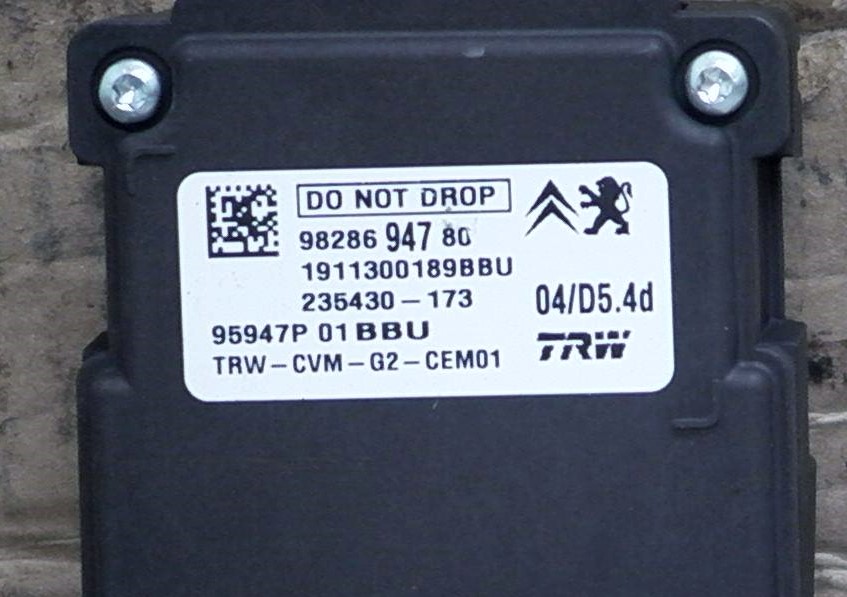 DO NOT DROP
98286 947 80
1911300189BBU
235430-173
04/D5.4d
95947P 01BBU
TRW
TRW-CVM-G2-CEM01